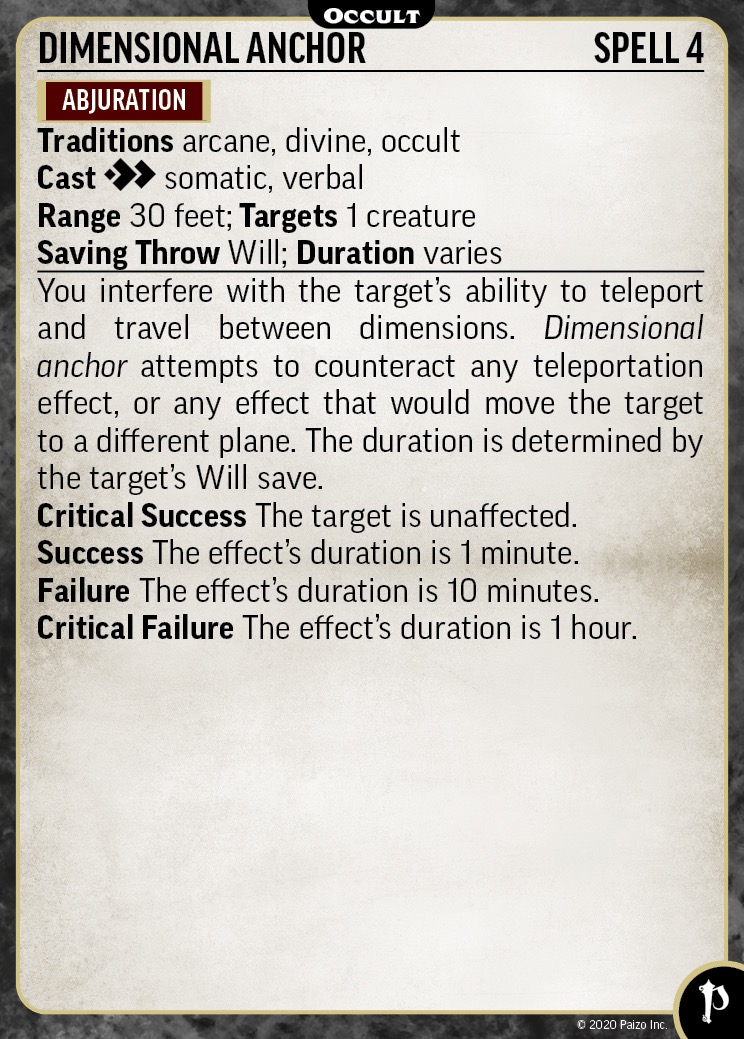 OCCULT
DIMENSIONAL ANCHOR SPELL 4
ABJURATION
Traditions arcane, divine, occult
Cast somatic, verbal
Range 30 feet; Targets 1 creature
Saving Throw Will; Duration varies
You interfere with the target’s ability to teleport
and travel between dimensions. Dimensional
anchor attempts to counteract any teleportation
effect, or any effect that would move the target
to a different plane. The duration is determined by
the target’s Will save.
Critical Success The target is unaffected.
Success The effect’s duration is 1 minute.
Failure The effect’s duration is 10 minutes.
Critical Failure The effect’s duration is 1 hour.
P
© 2020 Paizo Inc.